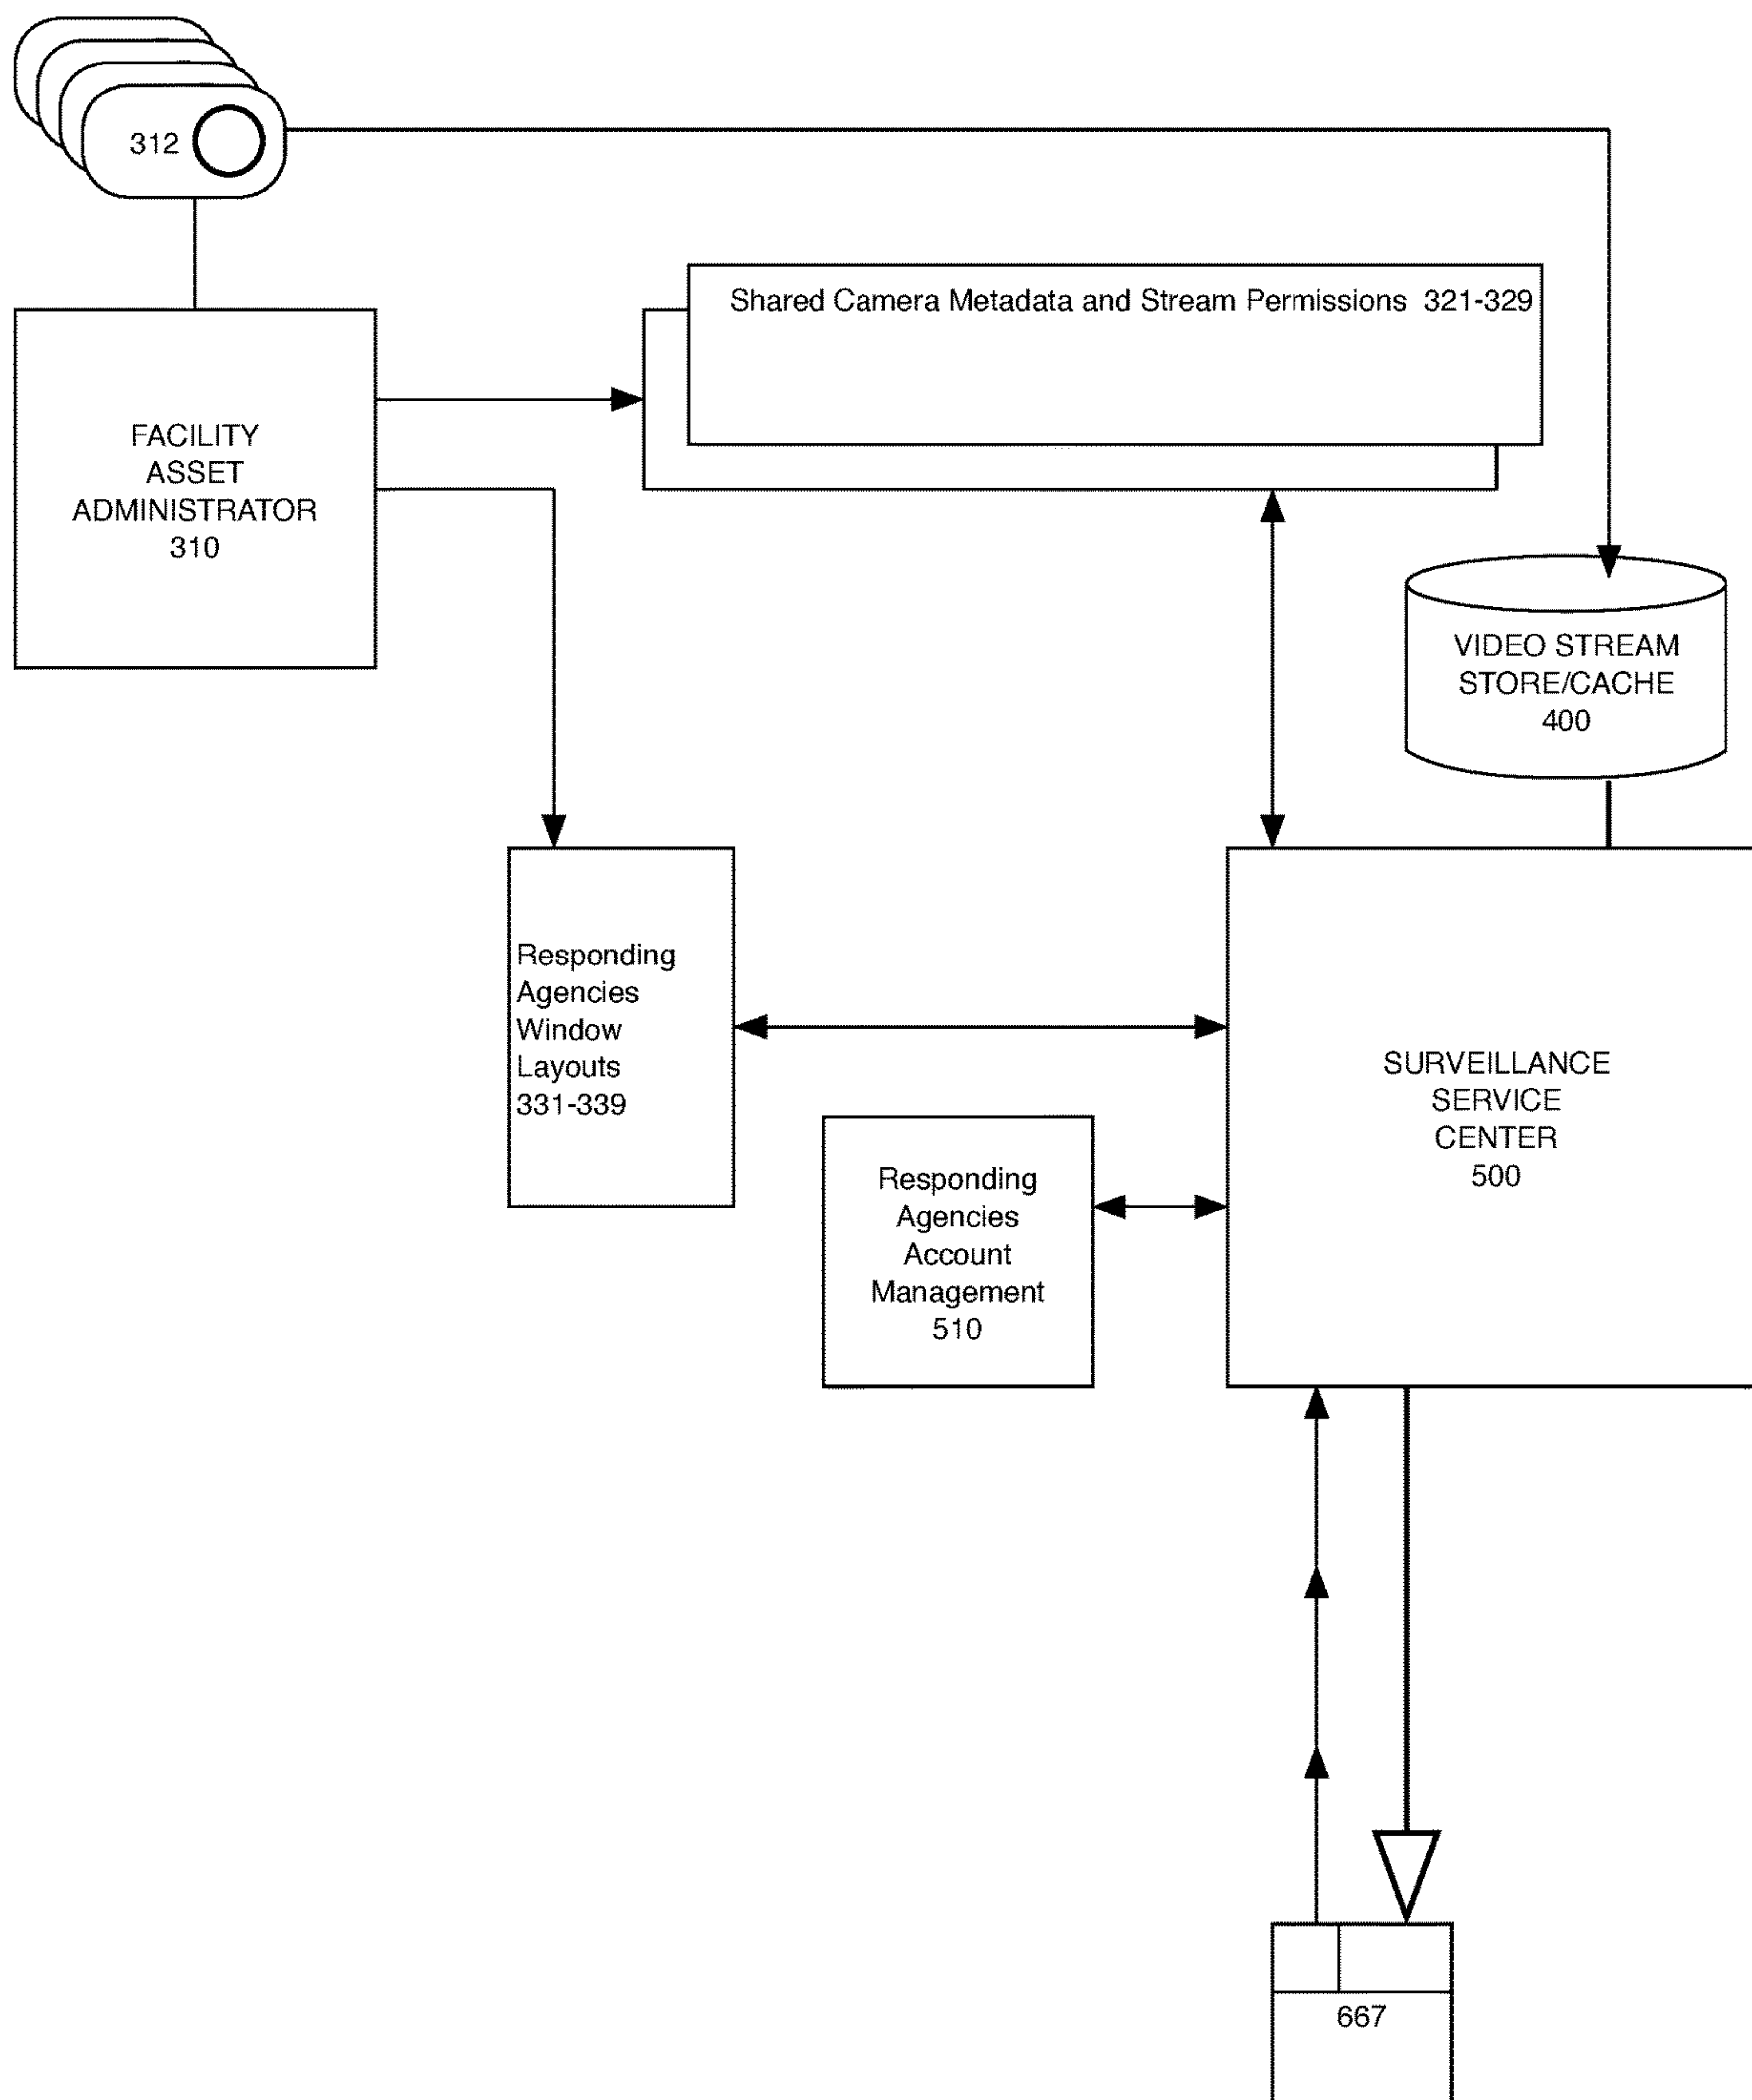 312
Shared Camera Metadata and Stream Permissions 321-329
FACILITY
ASSET
ADMINISTRATOR
310
VIDEO STREAM
STORE/CACHE
400
Responding
Agencies
Window
Layouts
331-339
SURVEILLANCE
SERVICE
CENTER
500
Responding
Agencies
Account
Management
510
667